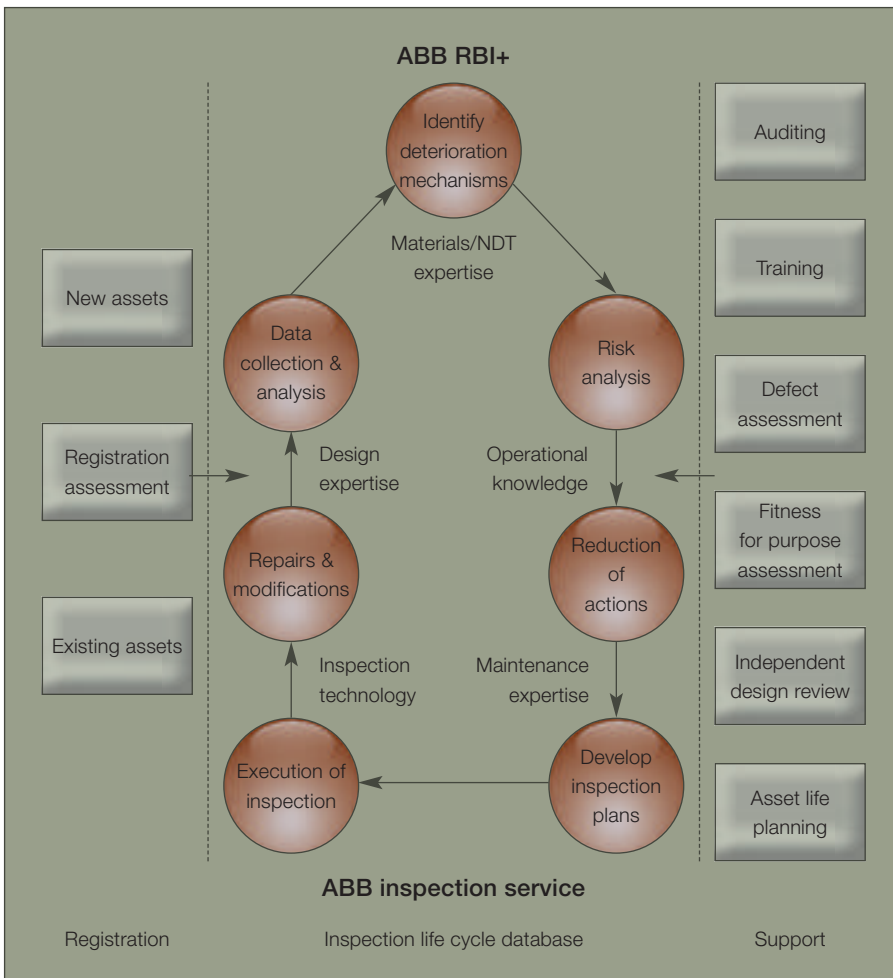 ABB RBI+
Identify
deterioration
mechanisms
Materials/NDT
expertise
New assets
Data
collection &
analysis
Risk
analysis
Registration
assessment
Design
expertise
Operational
knowledge
Repairs &
modifications
Reduction
of
actions
Existing assets
Inspection
technology
Maintenance
expertise
Execution of
inspection
Develop
inspection
plans
Auditing
Training
Defect
assessment
Fitness
for purpose
assessment
Independent
design review
Asset life
planning
ABB inspection service
Registration
Inspection life cycle database
Support